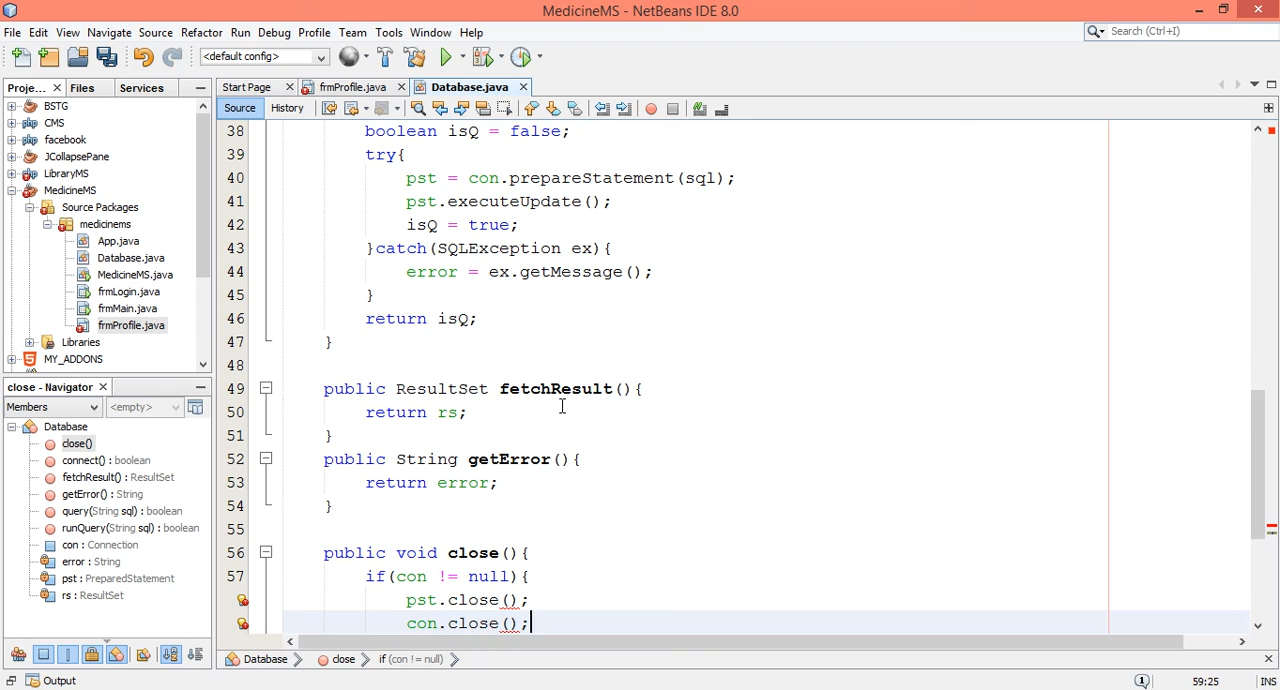 MedicineMS - NetBeans IDE 8.0
File Edit View Navigate Source Refactor Run Debug Profile Team Tools Window Help
Search (Ctrl+I)
<default config>
Proje... Files Services
Start Page frmProfile.java Database.java
Source History
BSTG
CMS
facebook
JCollapsePane
LibraryMS
MedicineMS
Source Packages
medicinems
App.java
Database.java
MedicineMS.java
frmLogin.java
frmMain.java
frmProfile.java
Libraries
MY_ADDONS
close - Navigator
Members <empty>
Database
close()
connect() : boolean
fetchResult() : ResultSet
getError() : String
query(String sql) : boolean
runQuery(String sql) : boolean
con : Connection
error : String
pst : PreparedStatement
rs : ResultSet
38 boolean isQ = false;
39 try{
40 pst = con.prepareStatement(sql);
41 pst.executeUpdate();
42 isQ = true;
43 }catch(SQLException ex){
44 error = ex.getMessage();
45 }
46 return isQ;
47 }
48
49 public ResultSet fetchResult(){
50 return rs;
51 }
52 public String getError(){
53 return error;
54 }
55
56 public void close(){
57 if(con != null){
pst.close();
con.close();
Database close if (con != null)
Output
1
59:25 INS